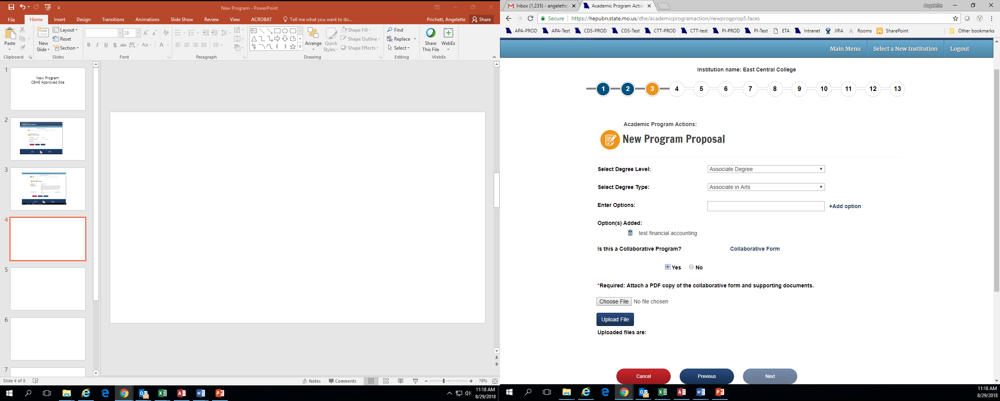 New Program - PowerPoint
File Home Insert Design Transitions Animations Slide Show Review View ACROBAT Tell me what you want to do... Prichett, Angelette Share
Paste
Clipboard
New Slide
Layout
Reset
Section
Slides
28
B I U S abc AV Aa A
Font
Paragraph
Arrange
Quick Styles
Shape Fill
Shape Outline
Shape Effects
Drawing
Find
Replace
Select
Editing
Share This File
WebEx
WebEx
1
New Program
CBHE Approved Site
2
3
4
5
6
7
Slide 4 of 8
Notes Comments 76%
11:18 AM
8/29/2018
Inbox (1,235) - angelette
Academic Program Actio
Angelette
Secure https://hepubn.state.mo.us/dhe/academicprogramaction/newprogprop5.faces
APA-PROD APA-Test CDS-PROD CDS-Test CTT-PROD CTT-test PI-PROD PI-Test ETA Intranet JIRA Rooms SharePoint Other bookmarks
Main Menu Select a New Institution Logout
Institution name: East Central College
1 2 3 4 5 6 7 8 9 10 11 12 13
Academic Program Actions:
New Program Proposal
Select Degree Level: Associate Degree
Select Degree Type: Associate in Arts
Enter Options: +Add option
Option(s) Added:
test financial accounting
Is this a Collaborative Program? Collaborative Form
Yes No
*Required: Attach a PDF copy of the collaborative form and supporting documents.
Choose File No file chosen
Upload File
Uploaded files are:
Cancel Previous Next
11:18 AM
8/29/2018